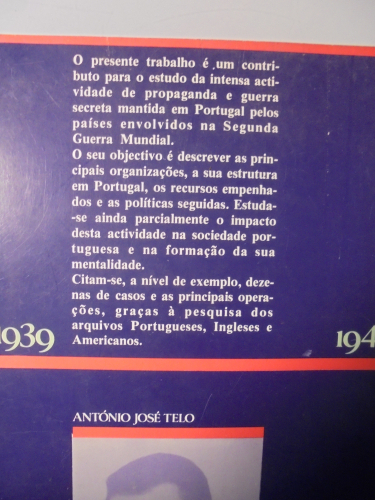 O presente trabalho é um contri-
buto para o estudo da intensa acti-
vidade de propaganda e guerra
secreta mantida em Portugal pelos
países envolvidos na Segunda
Guerra Mundial.
O seu objectivo é descrever as prin-
cipais organizações, a sua estrutura
em Portugal, os recursos empenha-
dos e as políticas seguidas. Estuda-
-se ainda parcialmente o impacto
desta actividade na sociedade por-
tuguesa e na formação da sua
mentalidade.
Citam-se, a nível de exemplo, deze-
nas de casos e as principais opera-
ções, graças à pesquisa dos
arquivos Portugueses, Ingleses e
Americanos.
1939
194
ANTÓNIO JOSÉ TELO